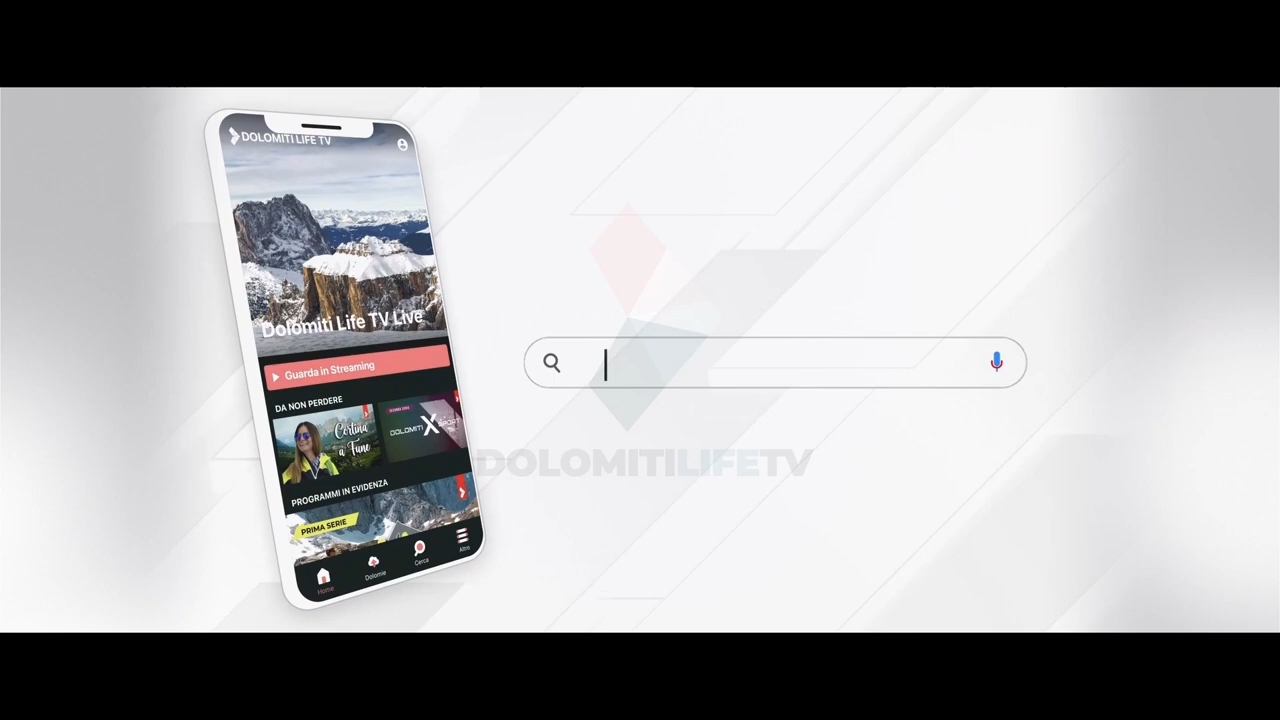 DOLOMITI LIFE TV
Dolomiti Life TV Live
Guarda in Streaming
DA NON PERDERE
Cortina
a Fune
DOLOMITI X SPORT
PROGRAMMI IN EVIDENZA
PRIMA SERIE
Home
Dolomie
Cerca
Altro
DOLOMITILIFETV